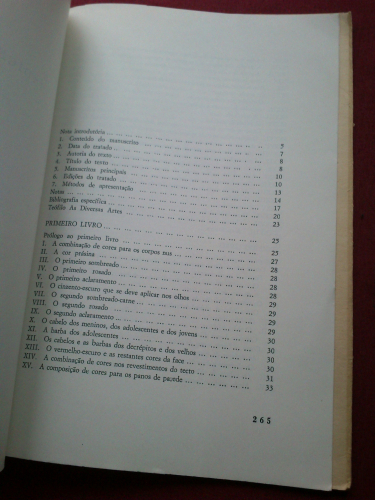 Nota introdutória ... 5
1. Conteúdo do manuscrito ... 7
2. Data do tratado ... 7
3. Autoria do texto ... 8
4. Título do texto ... 8
5. Manuscritos principais ... 10
6. Edições do tratado ... 10
7. Métodos de apresentação ... 13
Notas ... 14
Bibliografia específica ... 17
Teófilo As Diversas Artes ... 20
23
PRIMEIRO LIVRO ...
Prólogo ao primeiro livro ... 25
I. A combinação de cores para os corpos nus ... 25
II. A cor prásina ... 27
III. O primeiro sombreado ... 28
IV. O primeiro rosado ... 28
V. O primeiro aclaramento ... 28
VI. O cinzento-escuro que se deve aplicar nos olhos ... 28
VII. O segundo sombreado-carne ... 28
VIII. O segundo rosado ... 29
IX. O segundo aclaramento ... 29
X. O cabelo dos meninos, dos adolescentes e dos jovens ... 29
XI. A barba dos adolescentes ... 30
XII. Os cabelos e as barbas dos decrépitos e dos velhos ... 30
XIII. O vermelho-escuro e as restantes cores da face ... 30
XIV. A combinação de cores nos revestimentos do tecto ... 31
XV. A composição de cores para os panos de parede ... 33
265